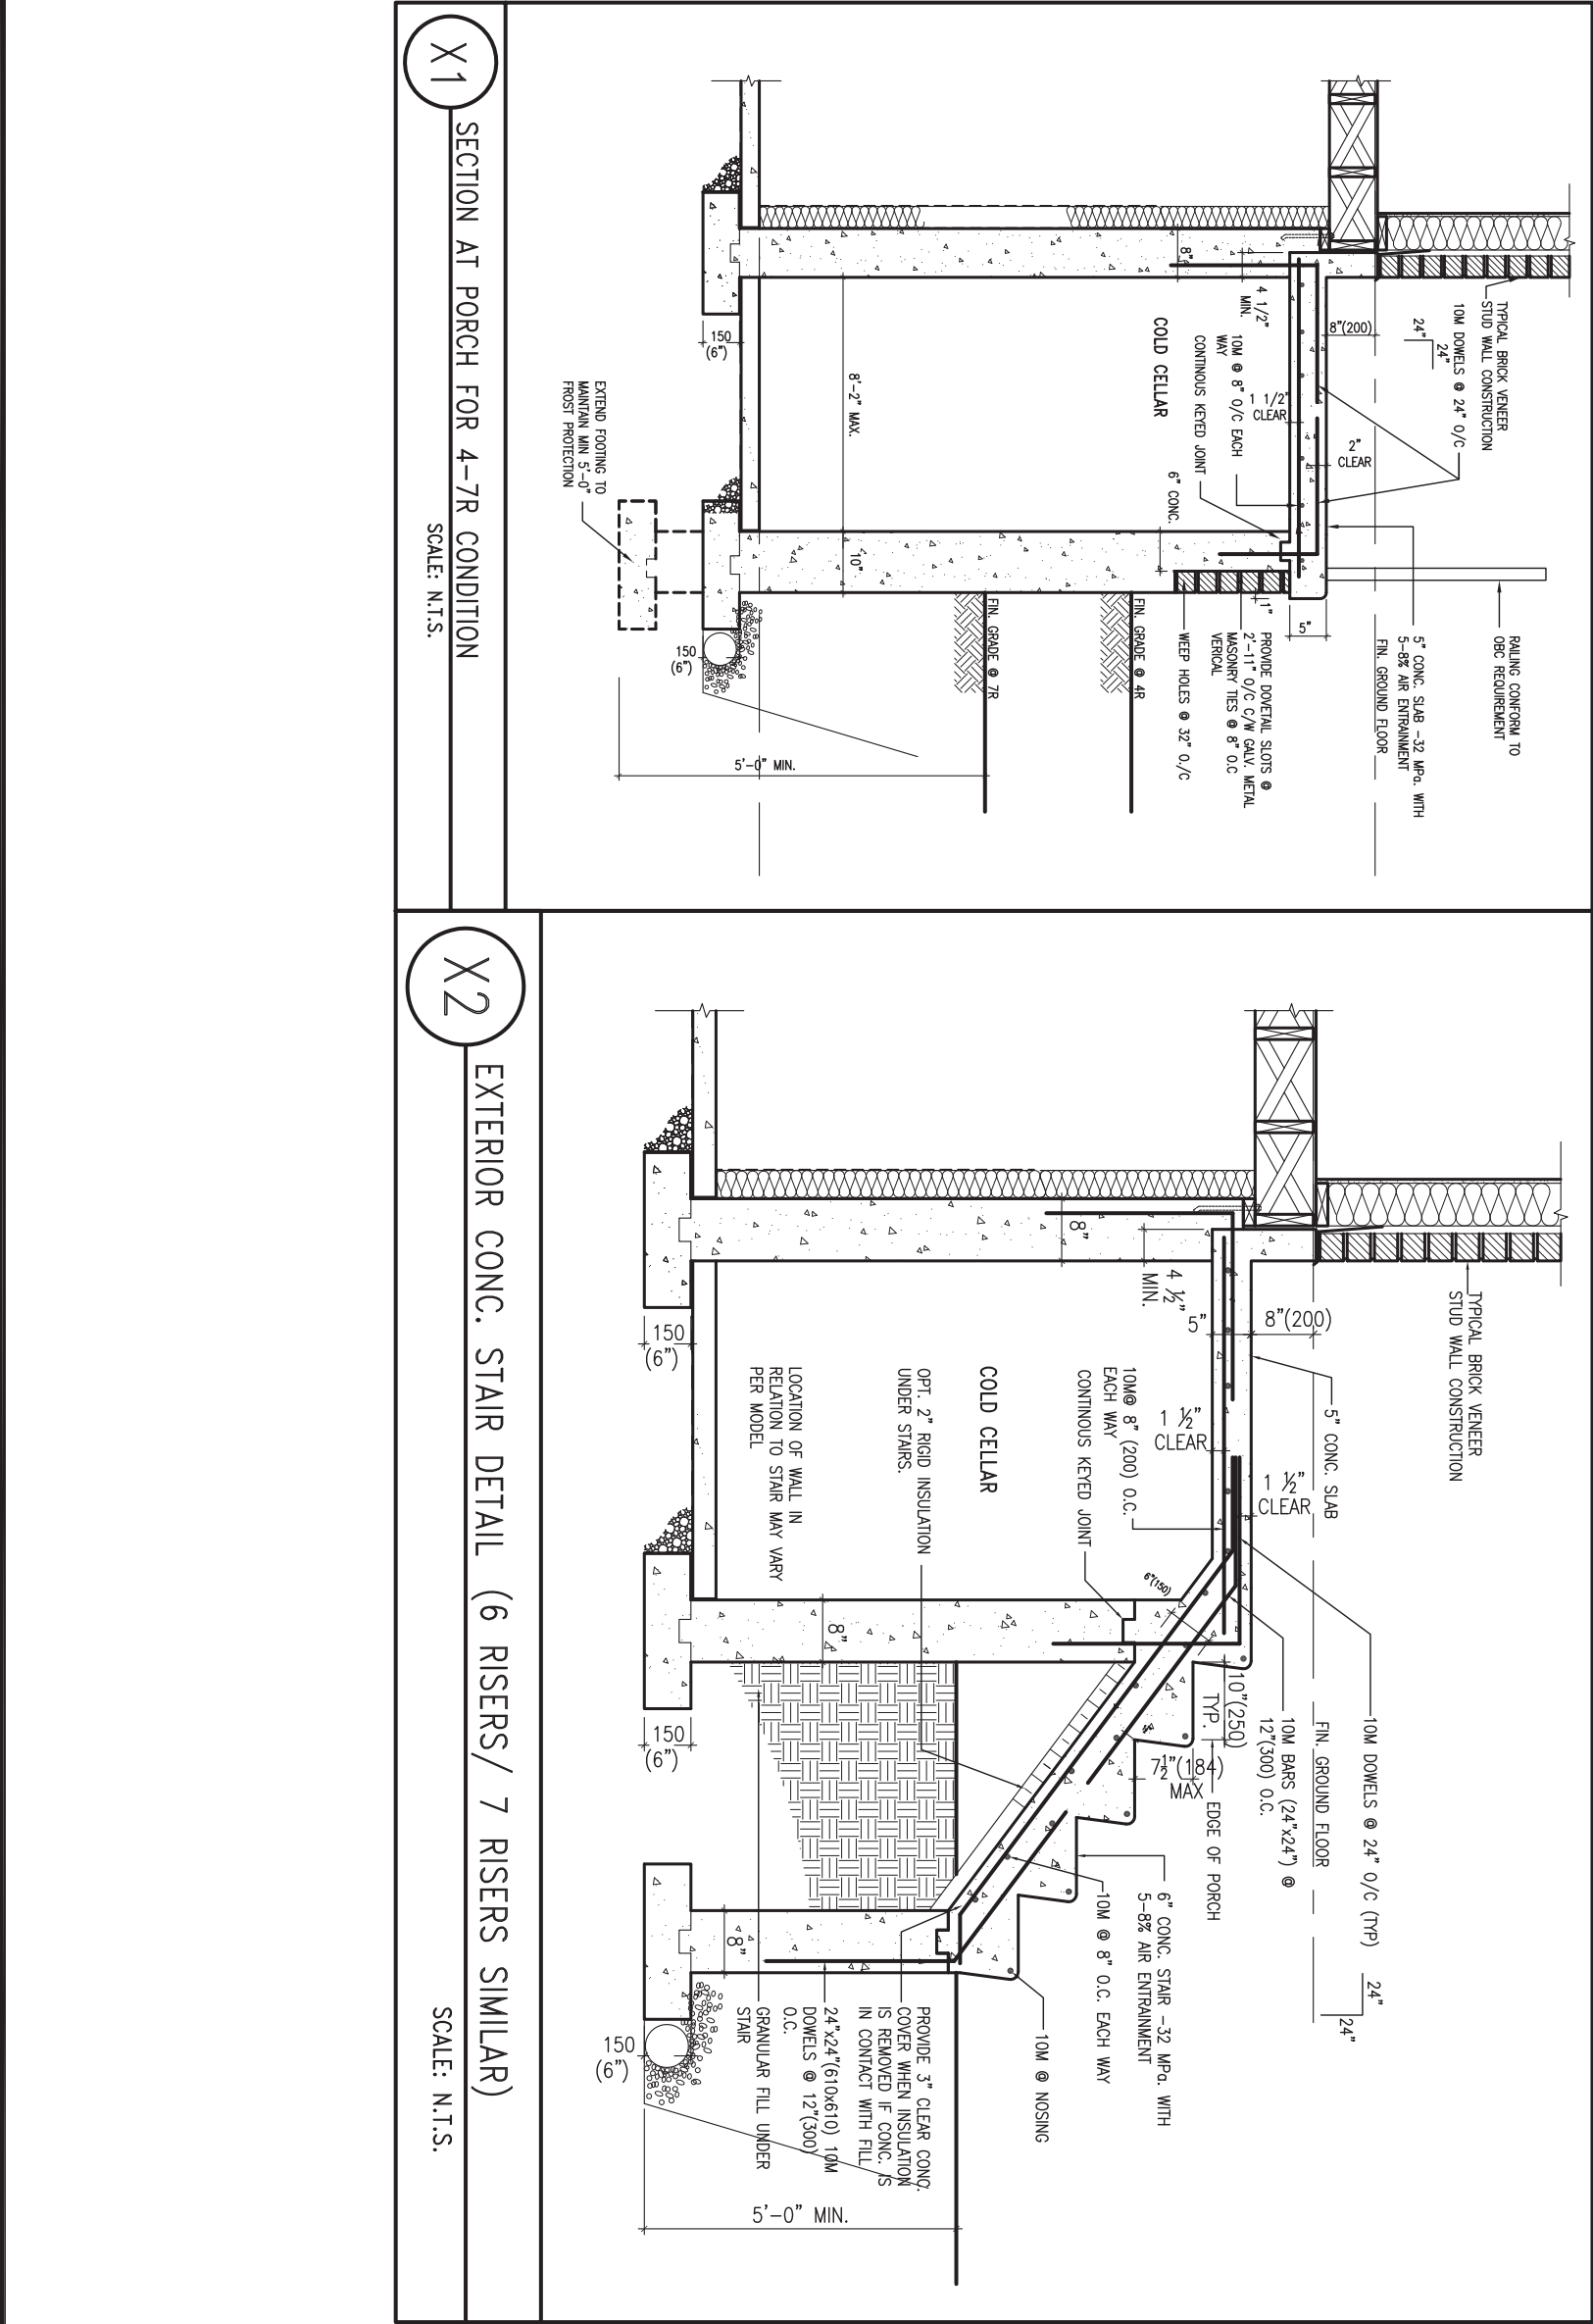 RAILING CONFORM TO
OBC REQUIREMENT
TYPICAL BRICK VENEER
STUD WALL CONSTRUCTION
10M DOWELS @ 24" O/C
24"
24"
5" CONC. SLAB -32 MPa. WITH
5-8% AIR ENTRAINMENT
FIN. GROUND FLOOR
8"(200)
2"
CLEAR
1 1/2"
CLEAR
5"
1"
8"
4 1/2"
MIN.
10M @ 8" O/C EACH
WAY
CONTINOUS KEYED JOINT
6" CONC.
COLD CELLAR
PROVIDE DOVETAIL SLOTS @
2'-11" O/C C/W GALV. METAL
MASONRY TIES @ 8" O.C
VERICAL
WEEP HOLES @ 32" O./C
FIN. GRADE @ 4R
FIN. GRADE @ 7R
8'-2" MAX.
10"
150
(6")
150
(6")
5'-0" MIN.
EXTEND FOOTING TO
MAINTAIN MIN 5'-0"
FROST PROTECTION
X1
SECTION AT PORCH FOR 4-7R CONDITION
SCALE: N.T.S.
TYPICAL BRICK VENEER
STUD WALL CONSTRUCTION
5" CONC. SLAB
10M DOWELS @ 24" O/C (TYP)
24"
24"
FIN. GROUND FLOOR
10M BARS (24"x24") @
12"(300) O.C.
8"(200)
1 ½"
CLEAR
1 ½"
CLEAR
5"
8"
4 ½"
MIN.
10M@ 8" (200) O.C.
EACH WAY
CONTINOUS KEYED JOINT
6"(150)
10"(250)
TYP.
7½"(184)
MAX
EDGE OF PORCH
6" CONC. STAIR -32 MPa. WITH
5-8% AIR ENTRAINMENT
10M @ 8" O.C. EACH WAY
10M @ NOSING
COLD CELLAR
OPT. 2" RIGID INSULATION
UNDER STAIRS.
LOCATION OF WALL IN
RELATION TO STAIR MAY VARY
PER MODEL
8"
8"
PROVIDE 3" CLEAR CONC.
COVER WHEN INSULATION
IS REMOVED IF CONC. IS
IN CONTACT WITH FILL
24"x24"(610x610) 10M
DOWELS @ 12"(300)
O.C.
GRANULAR FILL UNDER
STAIR
150
(6")
150
(6")
150
(6")
5'-0" MIN.
X2
EXTERIOR CONC. STAIR DETAIL (6 RISERS/ 7 RISERS SIMILAR)
SCALE: N.T.S.